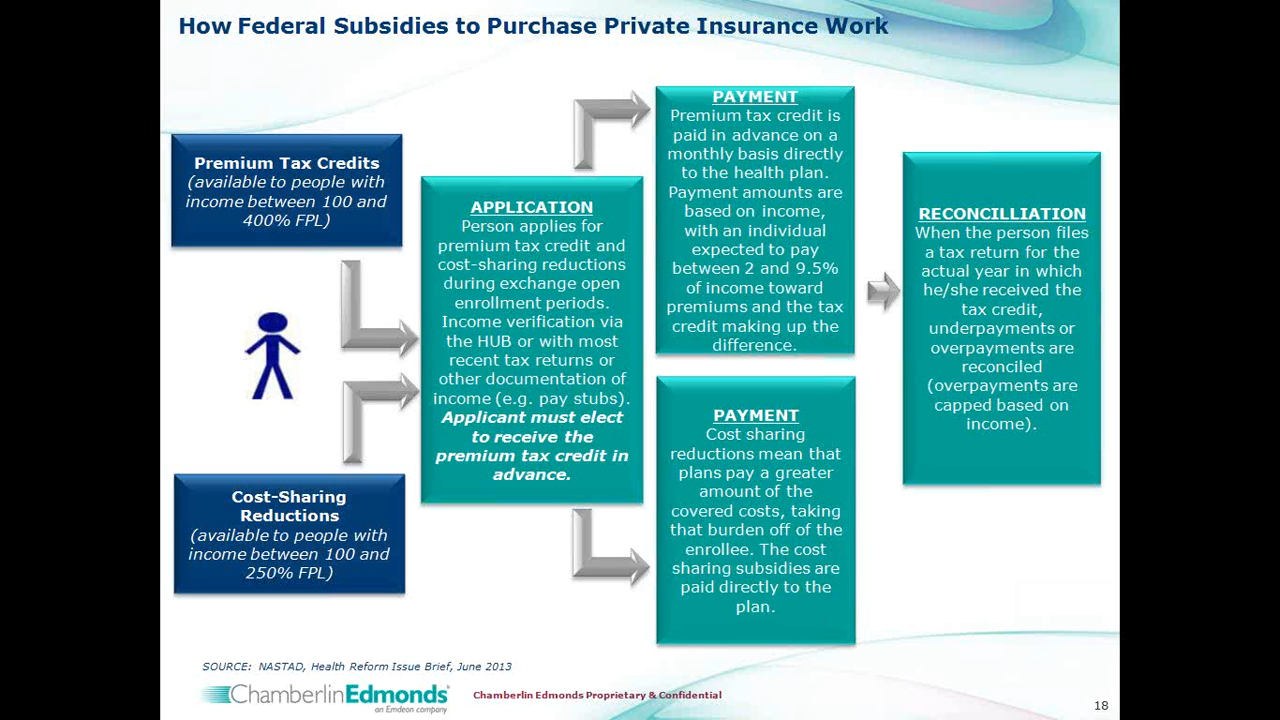 How Federal Subsidies to Purchase Private Insurance Work
Premium Tax Credits
(available to people with
income between 100 and
400% FPL)
Cost-Sharing
Reductions
(available to people with
income between 100 and
250% FPL)
APPLICATION
Person applies for
premium tax credit and
cost-sharing reductions
during exchange open
enrollment periods.
Income verification via
the HUB or with most
recent tax returns or
other documentation of
income (e.g. pay stubs).
Applicant must elect
to receive the
premium tax credit in
advance.
PAYMENT
Premium tax credit is
paid in advance on a
monthly basis directly
to the health plan.
Payment amounts are
based on income,
with an individual
expected to pay
between 2 and 9.5%
of income toward
premiums and the tax
credit making up the
difference.
PAYMENT
Cost sharing
reductions mean that
plans pay a greater
amount of the
covered costs, taking
that burden off of the
enrollee. The cost
sharing subsidies are
paid directly to the
plan.
RECONCILLIATION
When the person files
a tax return for the
actual year in which
he/she received the
tax credit,
underpayments or
overpayments are
reconciled
(overpayments are
capped based on
income).
SOURCE: NASTAD, Health Reform Issue Brief, June 2013
ChamberlinEdmonds
an Emdeon company
Chamberlin Edmonds Proprietary & Confidential
18